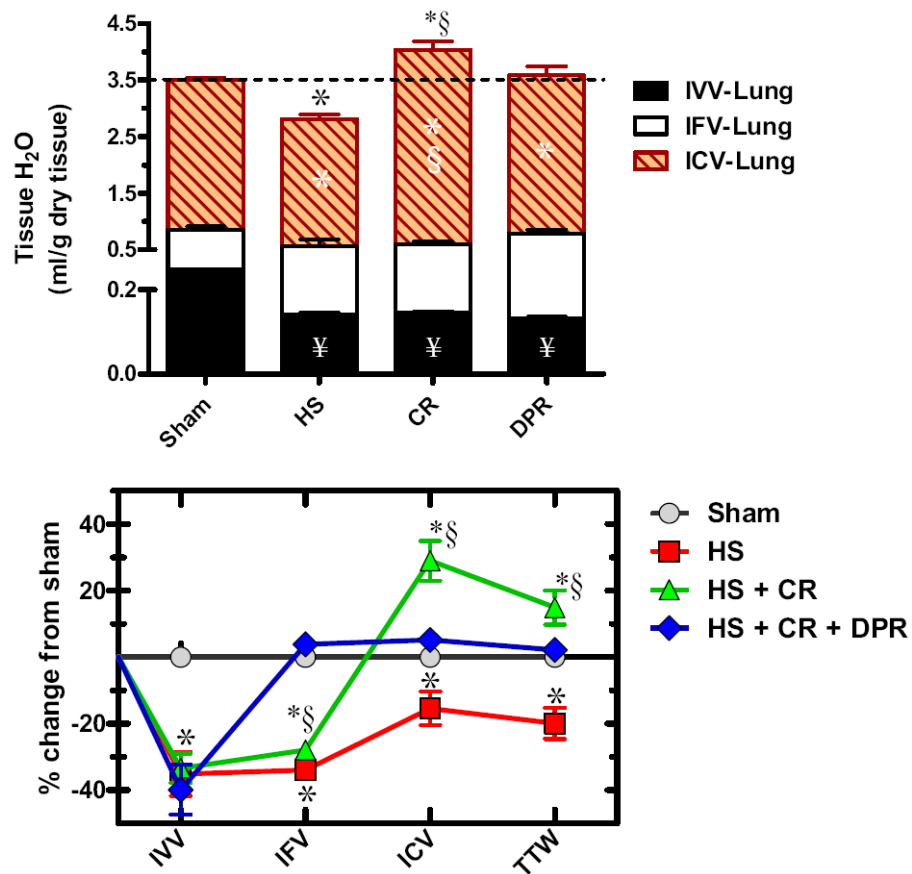 4.5
3.5
2.5
1.5
0.5
0.2
0.0
Tissue H₂O
(ml/g dry tissue)
*§
*
*
*
§
*
¥
¥
¥
Sham
HS
CR
DPR
IVV-Lung
IFV-Lung
ICV-Lung
40
20
-20
-40
% change from sham
*§
*§
*
*§
*
*
*
IVV
IFV
ICV
TTW
Sham
HS
HS + CR
HS + CR + DPR